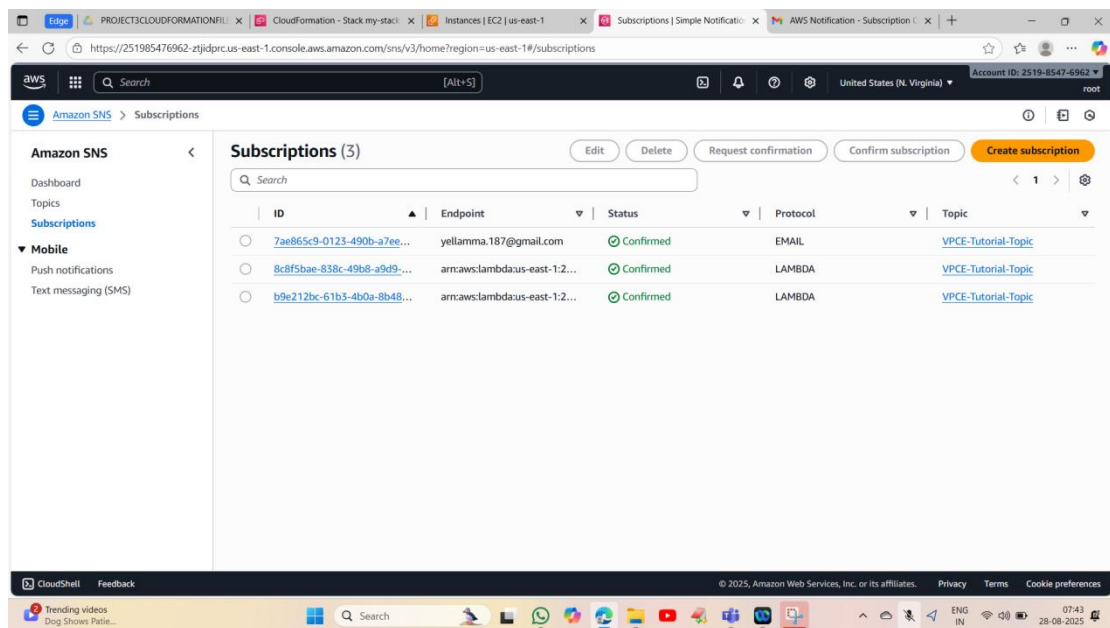 Edge
PROJECT3CLOUDFORMATIONFILE
CloudFormation - Stack my-stack
Instances | EC2 | us-east-1
Subscriptions | Simple Notification
AWS Notification - Subscription C
https://251985476962-ztjidprc.us-east-1.console.aws.amazon.com/sns/v3/home?region=us-east-1#/subscriptions
aws
Search
[Alt+S]
United States (N. Virginia)
Account ID: 2519-8547-6962
root
Amazon SNS > Subscriptions
Amazon SNS
Dashboard
Topics
Subscriptions
Mobile
Push notifications
Text messaging (SMS)
Subscriptions (3)
Edit
Delete
Request confirmation
Confirm subscription
Create subscription
Search
1
ID Endpoint Status Protocol Topic
7ae865c9-0123-490b-a7ee... yellamma.187@gmail.com Confirmed EMAIL VPCE-Tutorial-Topic
8c8f5bae-838c-49b8-a9d9-... arn:aws:lambda:us-east-1:2... Confirmed LAMBDA VPCE-Tutorial-Topic
b9e212bc-61b3-4b0a-8b48... arn:aws:lambda:us-east-1:2... Confirmed LAMBDA VPCE-Tutorial-Topic
CloudShell Feedback
© 2025, Amazon Web Services, Inc. or its affiliates. Privacy Terms Cookie preferences
2
Trending videos
Dog Shows Patie...
Search
ENG
IN
07:43
28-08-2025